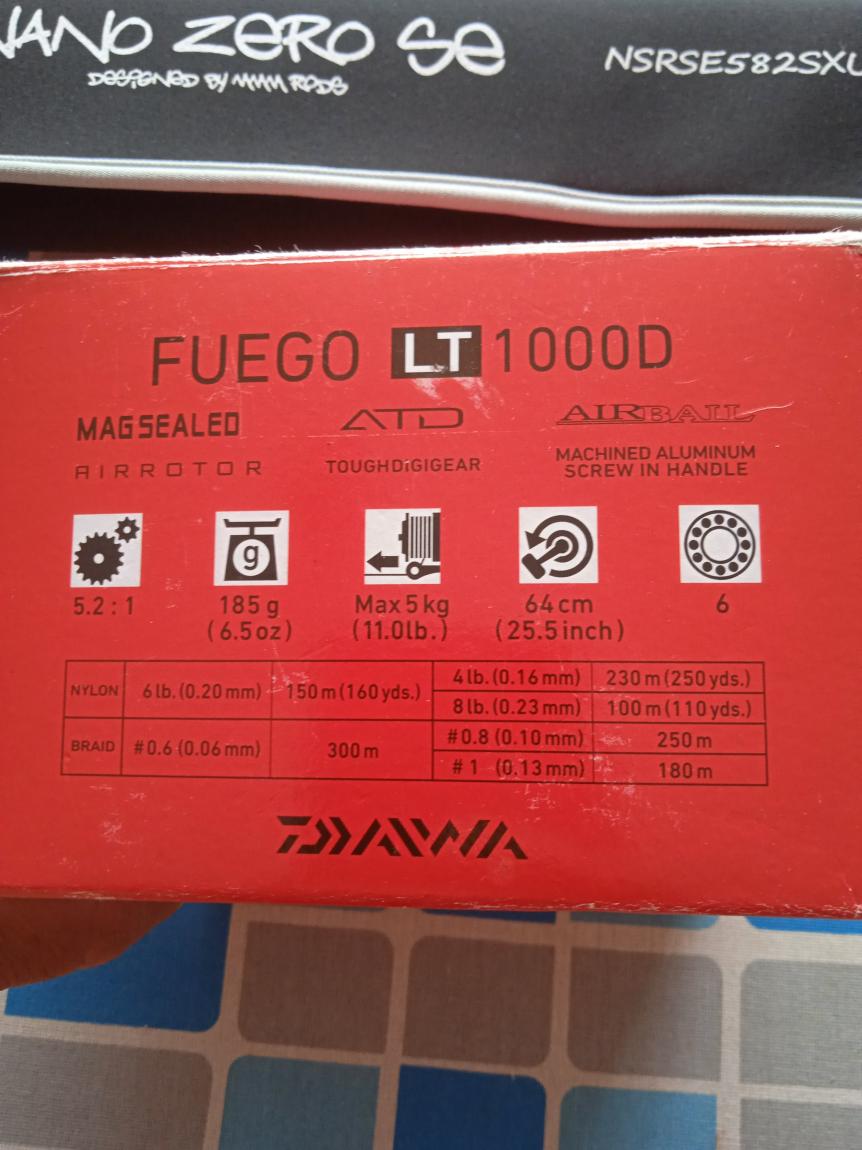 NANO ZERO SE
DESIGNED BY MMM RODS
NSRSE582SXU
FUEGO LT 1000D
MAGSEALED ATD AIRBAIL
AIRROTOR TOUGHDIGIGEAR MACHINED ALUMINUM
SCREW IN HANDLE
g
5.2 : 1 185 g Max 5 kg 64 cm 6
(6.5 oz) (11.0 lb.) (25.5 inch)
NYLON 6 lb. (0.20 mm) 150 m (160 yds.) 4 lb. (0.16 mm) 230 m (250 yds.)
8 lb. (0.23 mm) 100 m (110 yds.)
BRAID #0.6 (0.06 mm) 300 m #0.8 (0.10 mm) 250 m
#1 (0.13 mm) 180 m
DAIWA